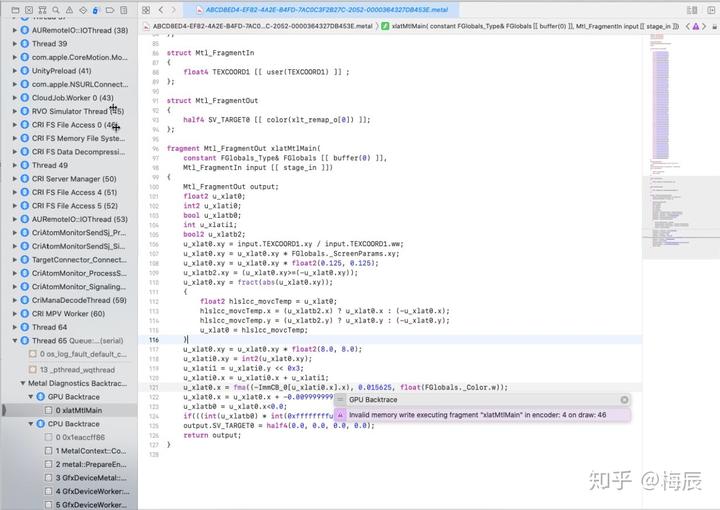 ABCD8ED4-EF82-4A2E-B4FD-7AC0C3F2B27C-2052-0000364327D84B53E.metal
ABCD8ED4-EF82-4A2E-B4FD-7AC0...C-2052-0000364327D84B53E.metal
xlatMtlMain( constant FGlobals_Type& FGlobals [[ buffer(0) ]], Mtl_FragmentIn input [[ stage_in ]])
Thread 37
AURemoteIO::IOThread (38)
Thread 39
com.apple.CoreMotion.Mo...
UnityPreload (41)
com.apple.NSURLConnect...
CloudJob.Worker 0 (43)
RVO Simulator Thread (45)
CRI FS File Access 0 (46)
CRI FS Memory File Syste...
CRI FS Data Decompressi...
Thread 49
CRI Server Manager (50)
CRI FS File Access 4 (51)
CRI FS File Access 5 (52)
AURemoteIO::IOThread (53)
CriAtomMonitorSendSj_Pr...
CriAtomMonitorSendSj_Si...
TargetConnector_Connect...
CriAtomMonitor_ProcessS...
CriAtomMonitor_Signaling...
CriManaDecodeThread (59)
CRI MPV Worker (60)
Thread 64
Thread 65 Queue:...(serial)
0 os_log_fault_default_c...
13 _pthread_wqthread
Metal Diagnostics Backtrac...
GPU Backtrace
0 xlatMtlMain
CPU Backtrace
0 0x1eaccff86
1 MetalContext::Co...
2 metal::PrepareEn...
3 GfxDeviceMetal::...
4 GfxDeviceWorker:...
5 GfxDeviceWorker:...
84 };
85
86 struct Mtl_FragmentIn
87 {
88 float4 TEXCOORD1 [[ user(TEXCOORD1) ]] ;
89 };
90
91 struct Mtl_FragmentOut
92 {
93 half4 SV_TARGET0 [[ color(xlt_remap_o[0]) ]];
94 };
95
96 fragment Mtl_FragmentOut xlatMtlMain(
97 constant FGlobals_Type& FGlobals [[ buffer(0) ]],
98 Mtl_FragmentIn input [[ stage_in ]])
99 {
100 Mtl_FragmentOut output;
101 float2 u_xlat0;
102 int2 u_xlati0;
103 bool u_xlatb0;
104 int u_xlati1;
105 bool2 u_xlatb2;
106 u_xlat0.xy = input.TEXCOORD1.xy / input.TEXCOORD1.ww;
107 u_xlat0.xy = u_xlat0.xy * FGlobals._ScreenParams.xy;
108 u_xlat0.xy = u_xlat0.xy * float2(0.125, 0.125);
109 u_xlatb2.xy = (u_xlat0.xy>=(-u_xlat0.xy));
110 u_xlat0.xy = fract(abs(u_xlat0.xy));
111 {
112 float2 hlslcc_movcTemp = u_xlat0;
113 hlslcc_movcTemp.x = (u_xlatb2.x) ? u_xlat0.x : (-u_xlat0.x);
114 hlslcc_movcTemp.y = (u_xlatb2.y) ? u_xlat0.y : (-u_xlat0.y);
115 u_xlat0 = hlslcc_movcTemp;
116 }
117 u_xlat0.xy = u_xlat0.xy * float2(8.0, 8.0);
118 u_xlati0.xy = int2(u_xlat0.xy);
119 u_xlati1 = u_xlati0.y << 0x3;
120 u_xlati0.x = u_xlati0.x + u_xlati1;
121 u_xlat0.x = fma((-ImmCB_0[u_xlati0.x].x), 0.015625, float(FGlobals._Color.w));
122 u_xlat0.x = u_xlat0.x + -0.809999999
GPU Backtrace
123 u_xlatb0 = u_xlat0.x<0.0;
124 if(((int(u_xlatb0) * int(0xffffffffu
Invalid memory write executing fragment "xlatMtlMain" in encoder: 4 on draw: 46
125 output.SV_TARGET0 = half4(0.0, 0.0, 0.0, 0.0);
126 return output;
127 }
128
知乎 @梅辰